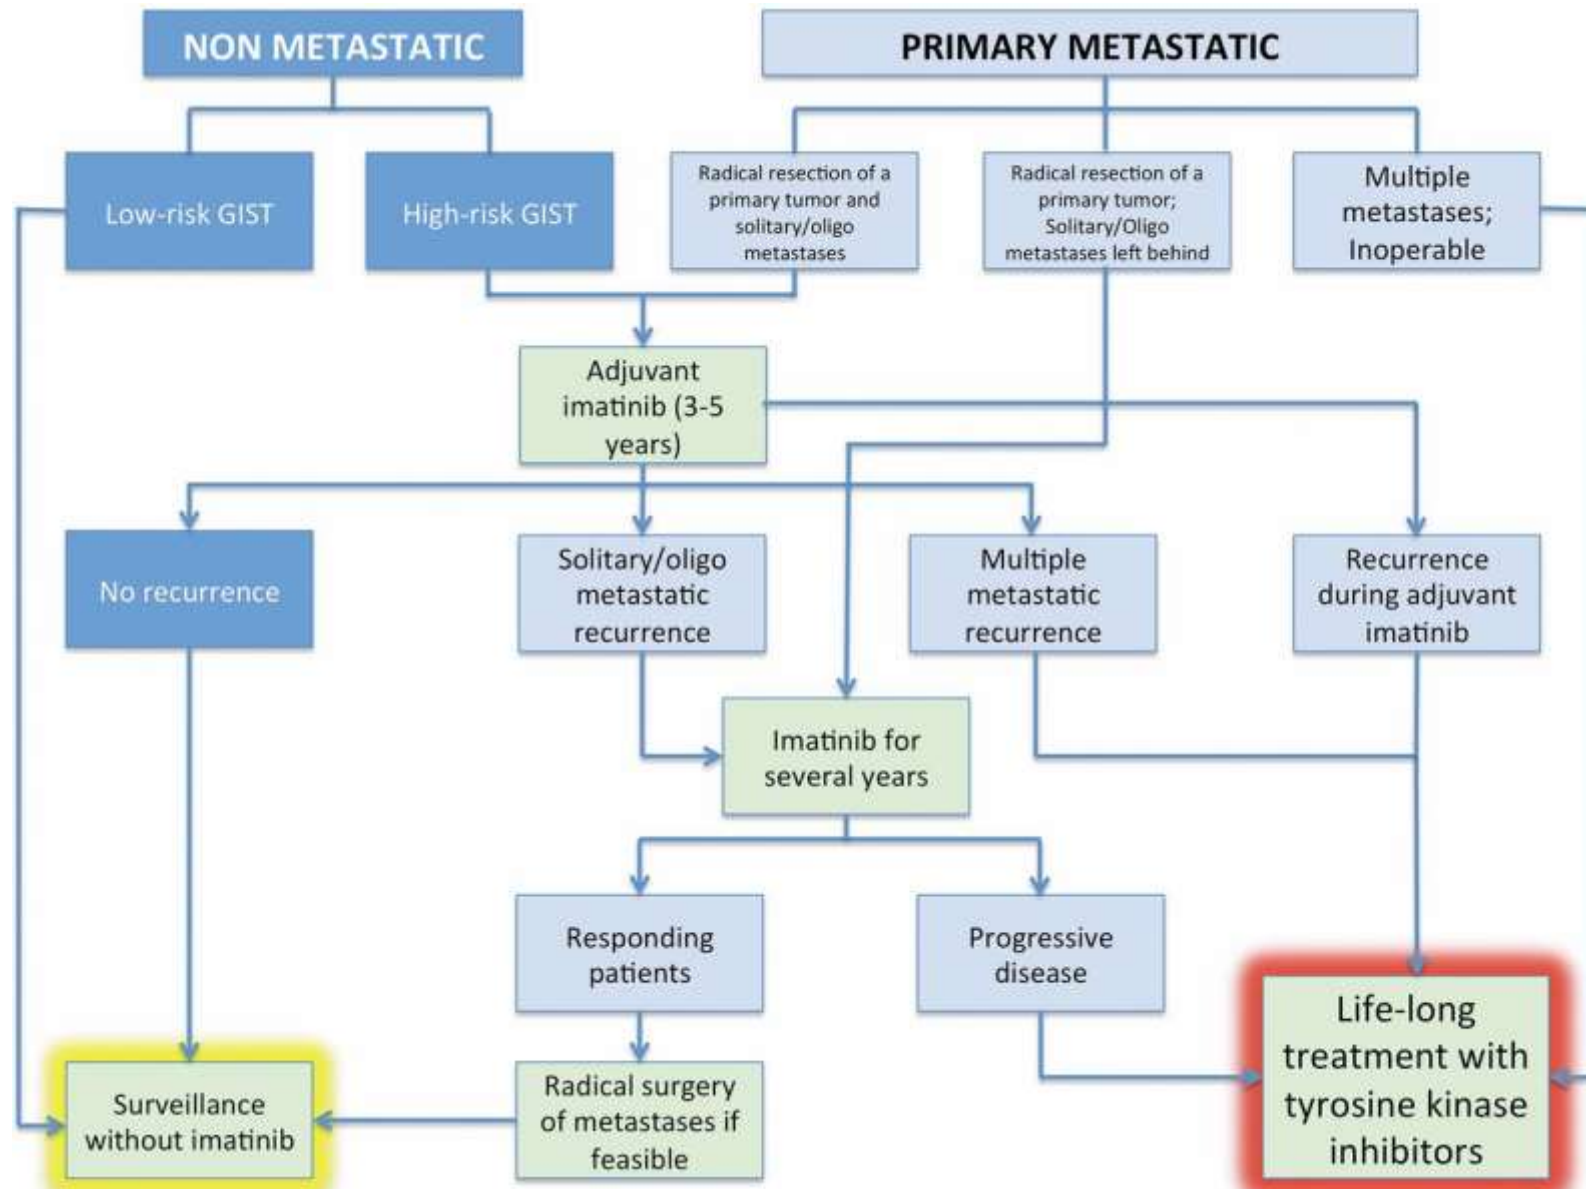 NON METASTATIC
PRIMARY METASTATIC
Low-risk GIST
High-risk GIST
Radical resection of a
primary tumor and
solitary/oligo
metastases
Radical resection of a
primary tumor;
Solitary/Oligo
metastases left behind
Multiple
metastases;
Inoperable
Adjuvant
imatinib (3-5
years)
No recurrence
Solitary/oligo
metastatic
recurrence
Multiple
metastatic
recurrence
Recurrence
during adjuvant
imatinib
Imatinib for
several years
Responding
patients
Progressive
disease
Surveillance
without imatinib
Radical surgery
of metastases if
feasible
Life-long
treatment with
tyrosine kinase
inhibitors